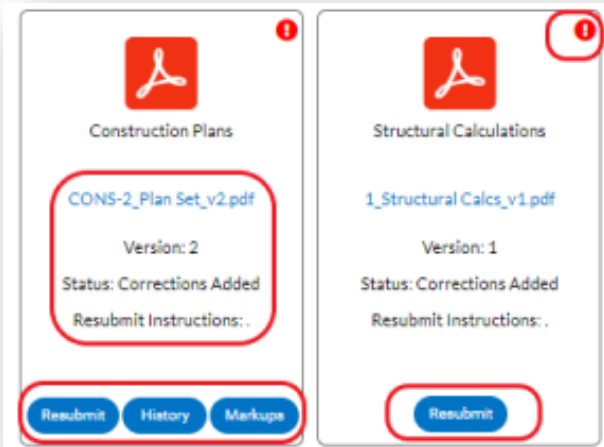 Construction Plans
CONS-2_Plan Set_v2.pdf
Version: 2
Status: Corrections Added
Resubmit Instructions: .
Resubmit History Markups
Structural Calculations
1_Structural Calcs_v1.pdf
Version: 1
Status: Corrections Added
Resubmit Instructions: .
Resubmit